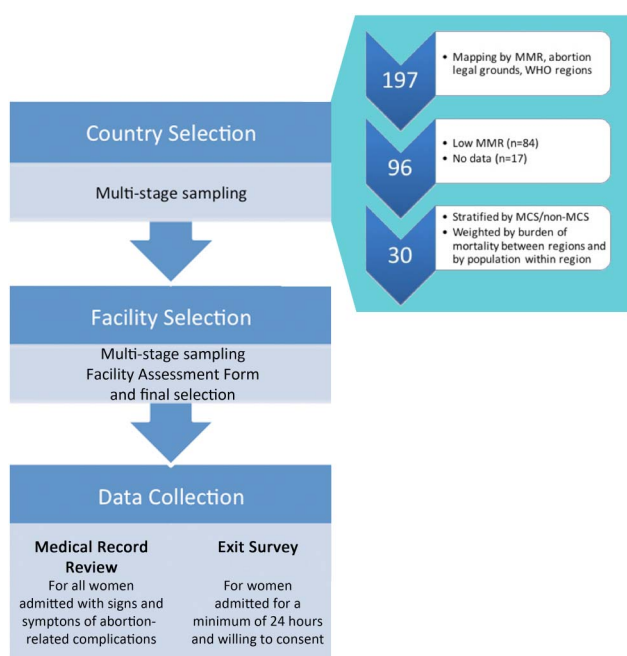 Country Selection
Multi-stage sampling
197
• Mapping by MMR, abortion
legal grounds, WHO regions
96
• Low MMR (n=84)
• No data (n=17)
30
• Stratified by MCS/non-MCS
• Weighted by burden of
mortality between regions and
by population within region
Facility Selection
Multi-stage sampling
Facility Assessment Form
and final selection
Data Collection
Medical Record
Review
For all women
admitted with signs and
symptoms of abortion-
related complications
Exit Survey
For women
admitted for a
minimum of 24 hours
and willing to consent